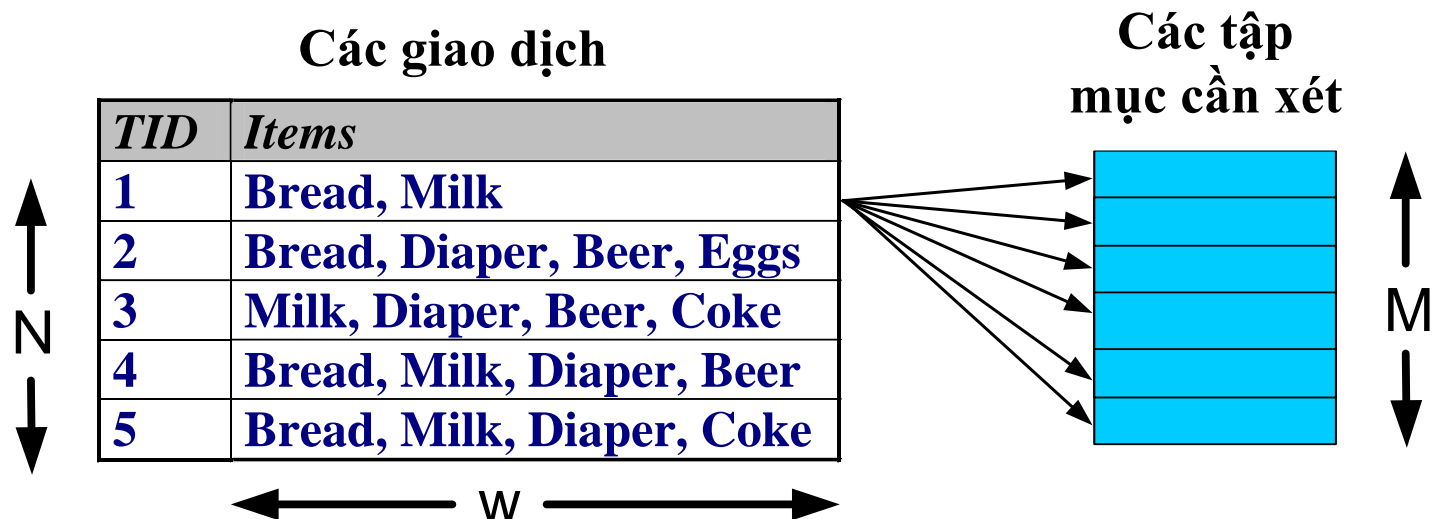 Các giao dịch
Các tập
mục cần xét
TID Items
1 Bread, Milk
2 Bread, Diaper, Beer, Eggs
3 Milk, Diaper, Beer, Coke
4 Bread, Milk, Diaper, Beer
5 Bread, Milk, Diaper, Coke
N
M
w